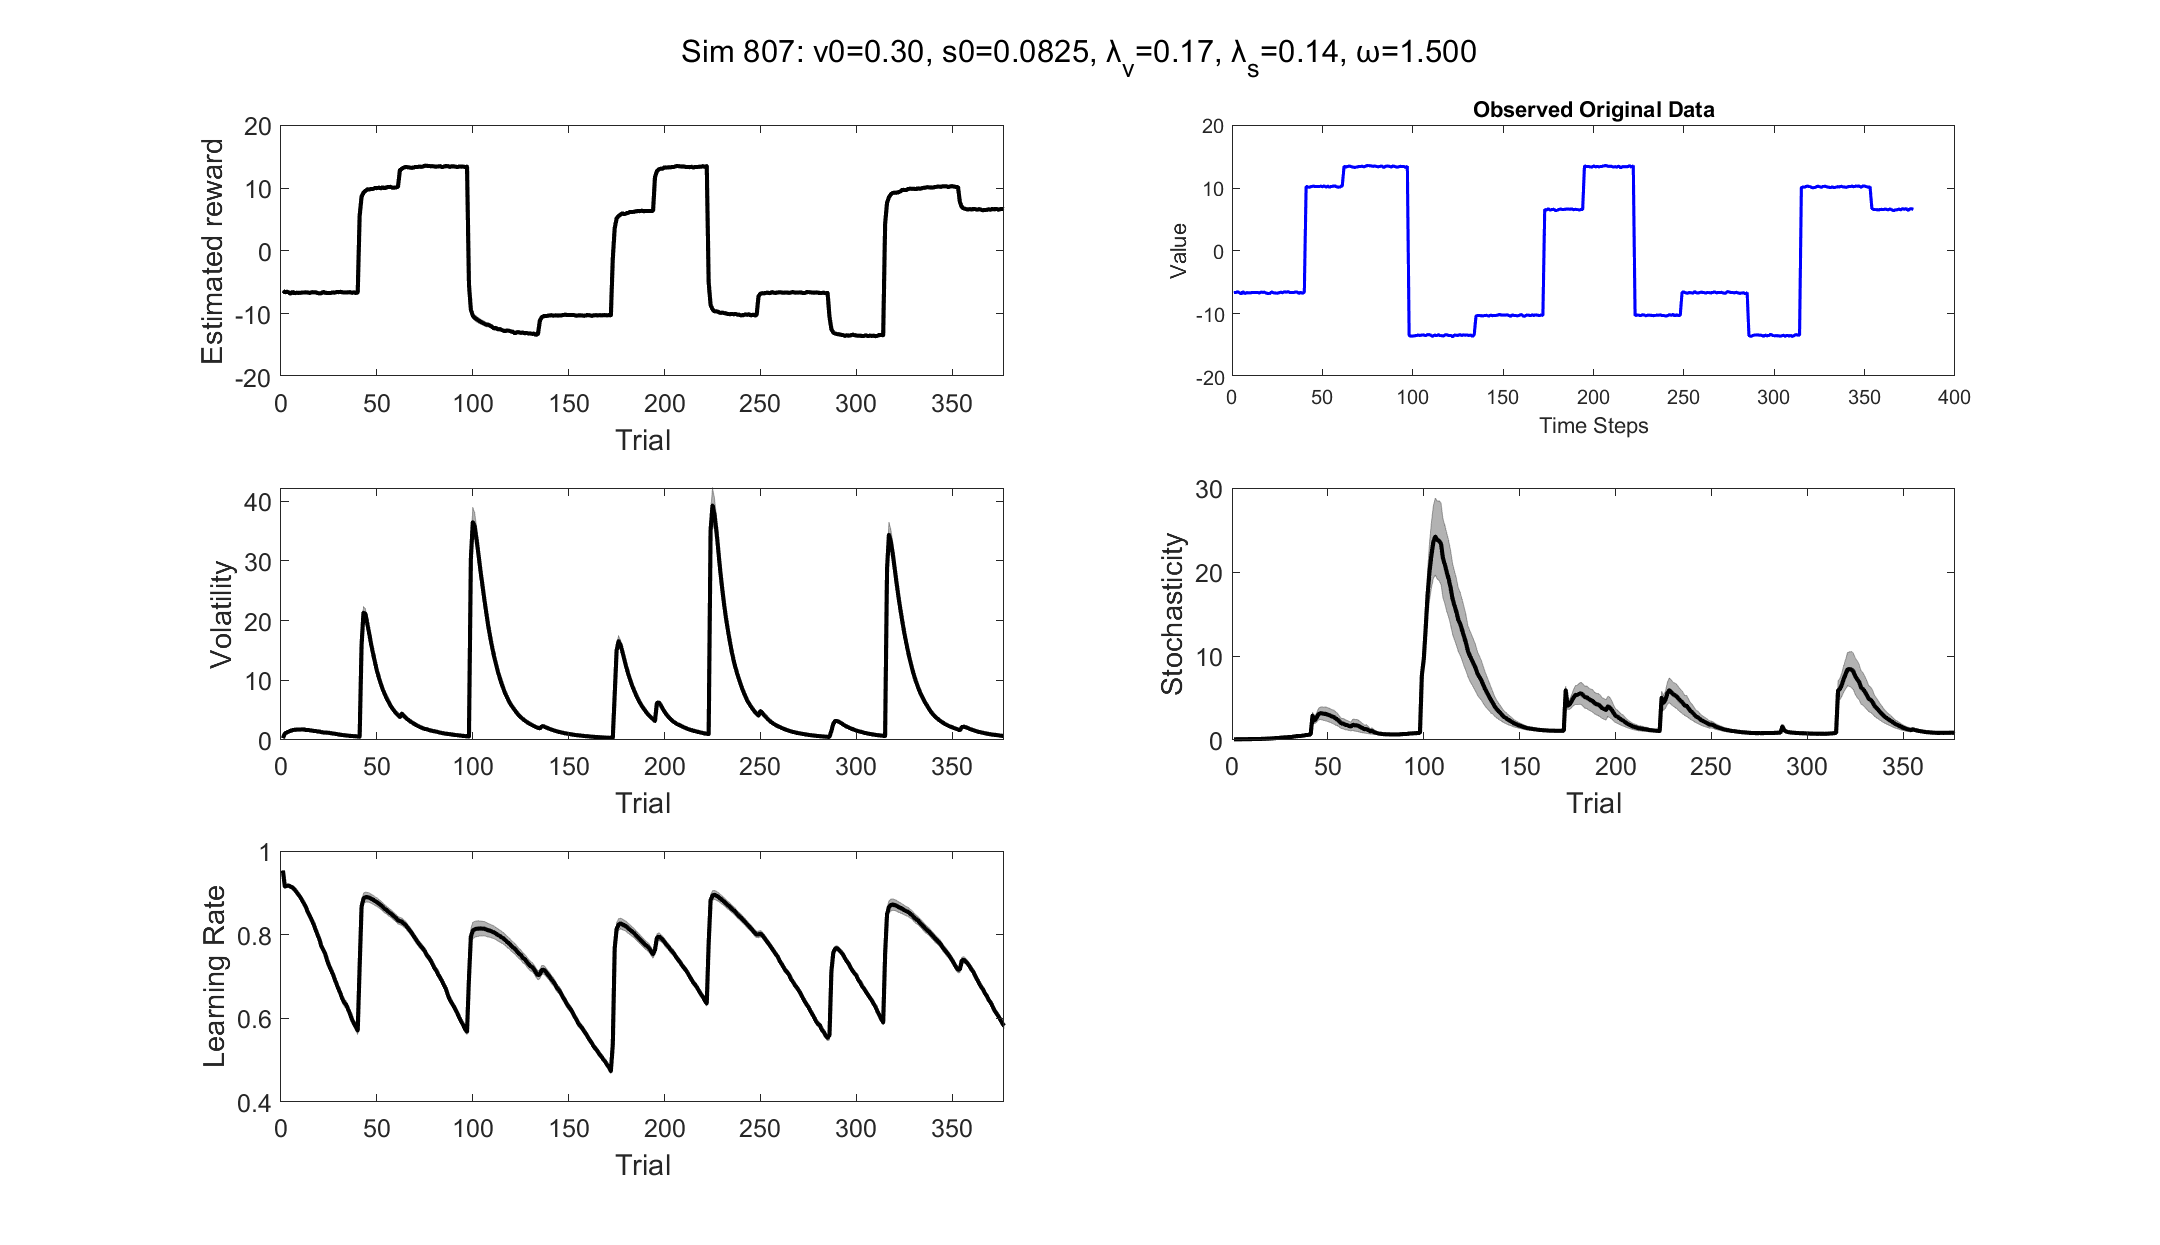 Sim 807: v0=0.30, s0=0.0825, λv=0.17, λs=0.14, ω=1.500
Estimated reward
20
10
0
-10
-20
0 50 100 150 200 250 300 350
Trial
Observed Original Data
Value
20
10
0
-10
-20
0 50 100 150 200 250 300 350 400
Time Steps
Volatility
40
30
20
10
0
0 50 100 150 200 250 300 350
Trial
Stochasticity
30
20
10
0
0 50 100 150 200 250 300 350
Trial
Learning Rate
1
0.8
0.6
0.4
0 50 100 150 200 250 300 350
Trial